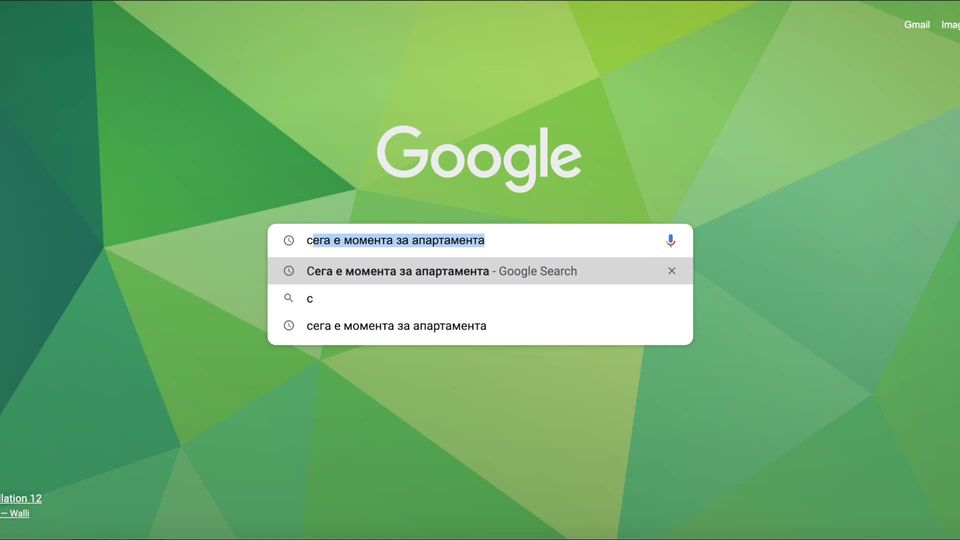 Gmail Imag
Google
сега е момента за апартамента
Сега е момента за апартамента - Google Search
с
сега е момента за апартамента
llation 12
— Walli